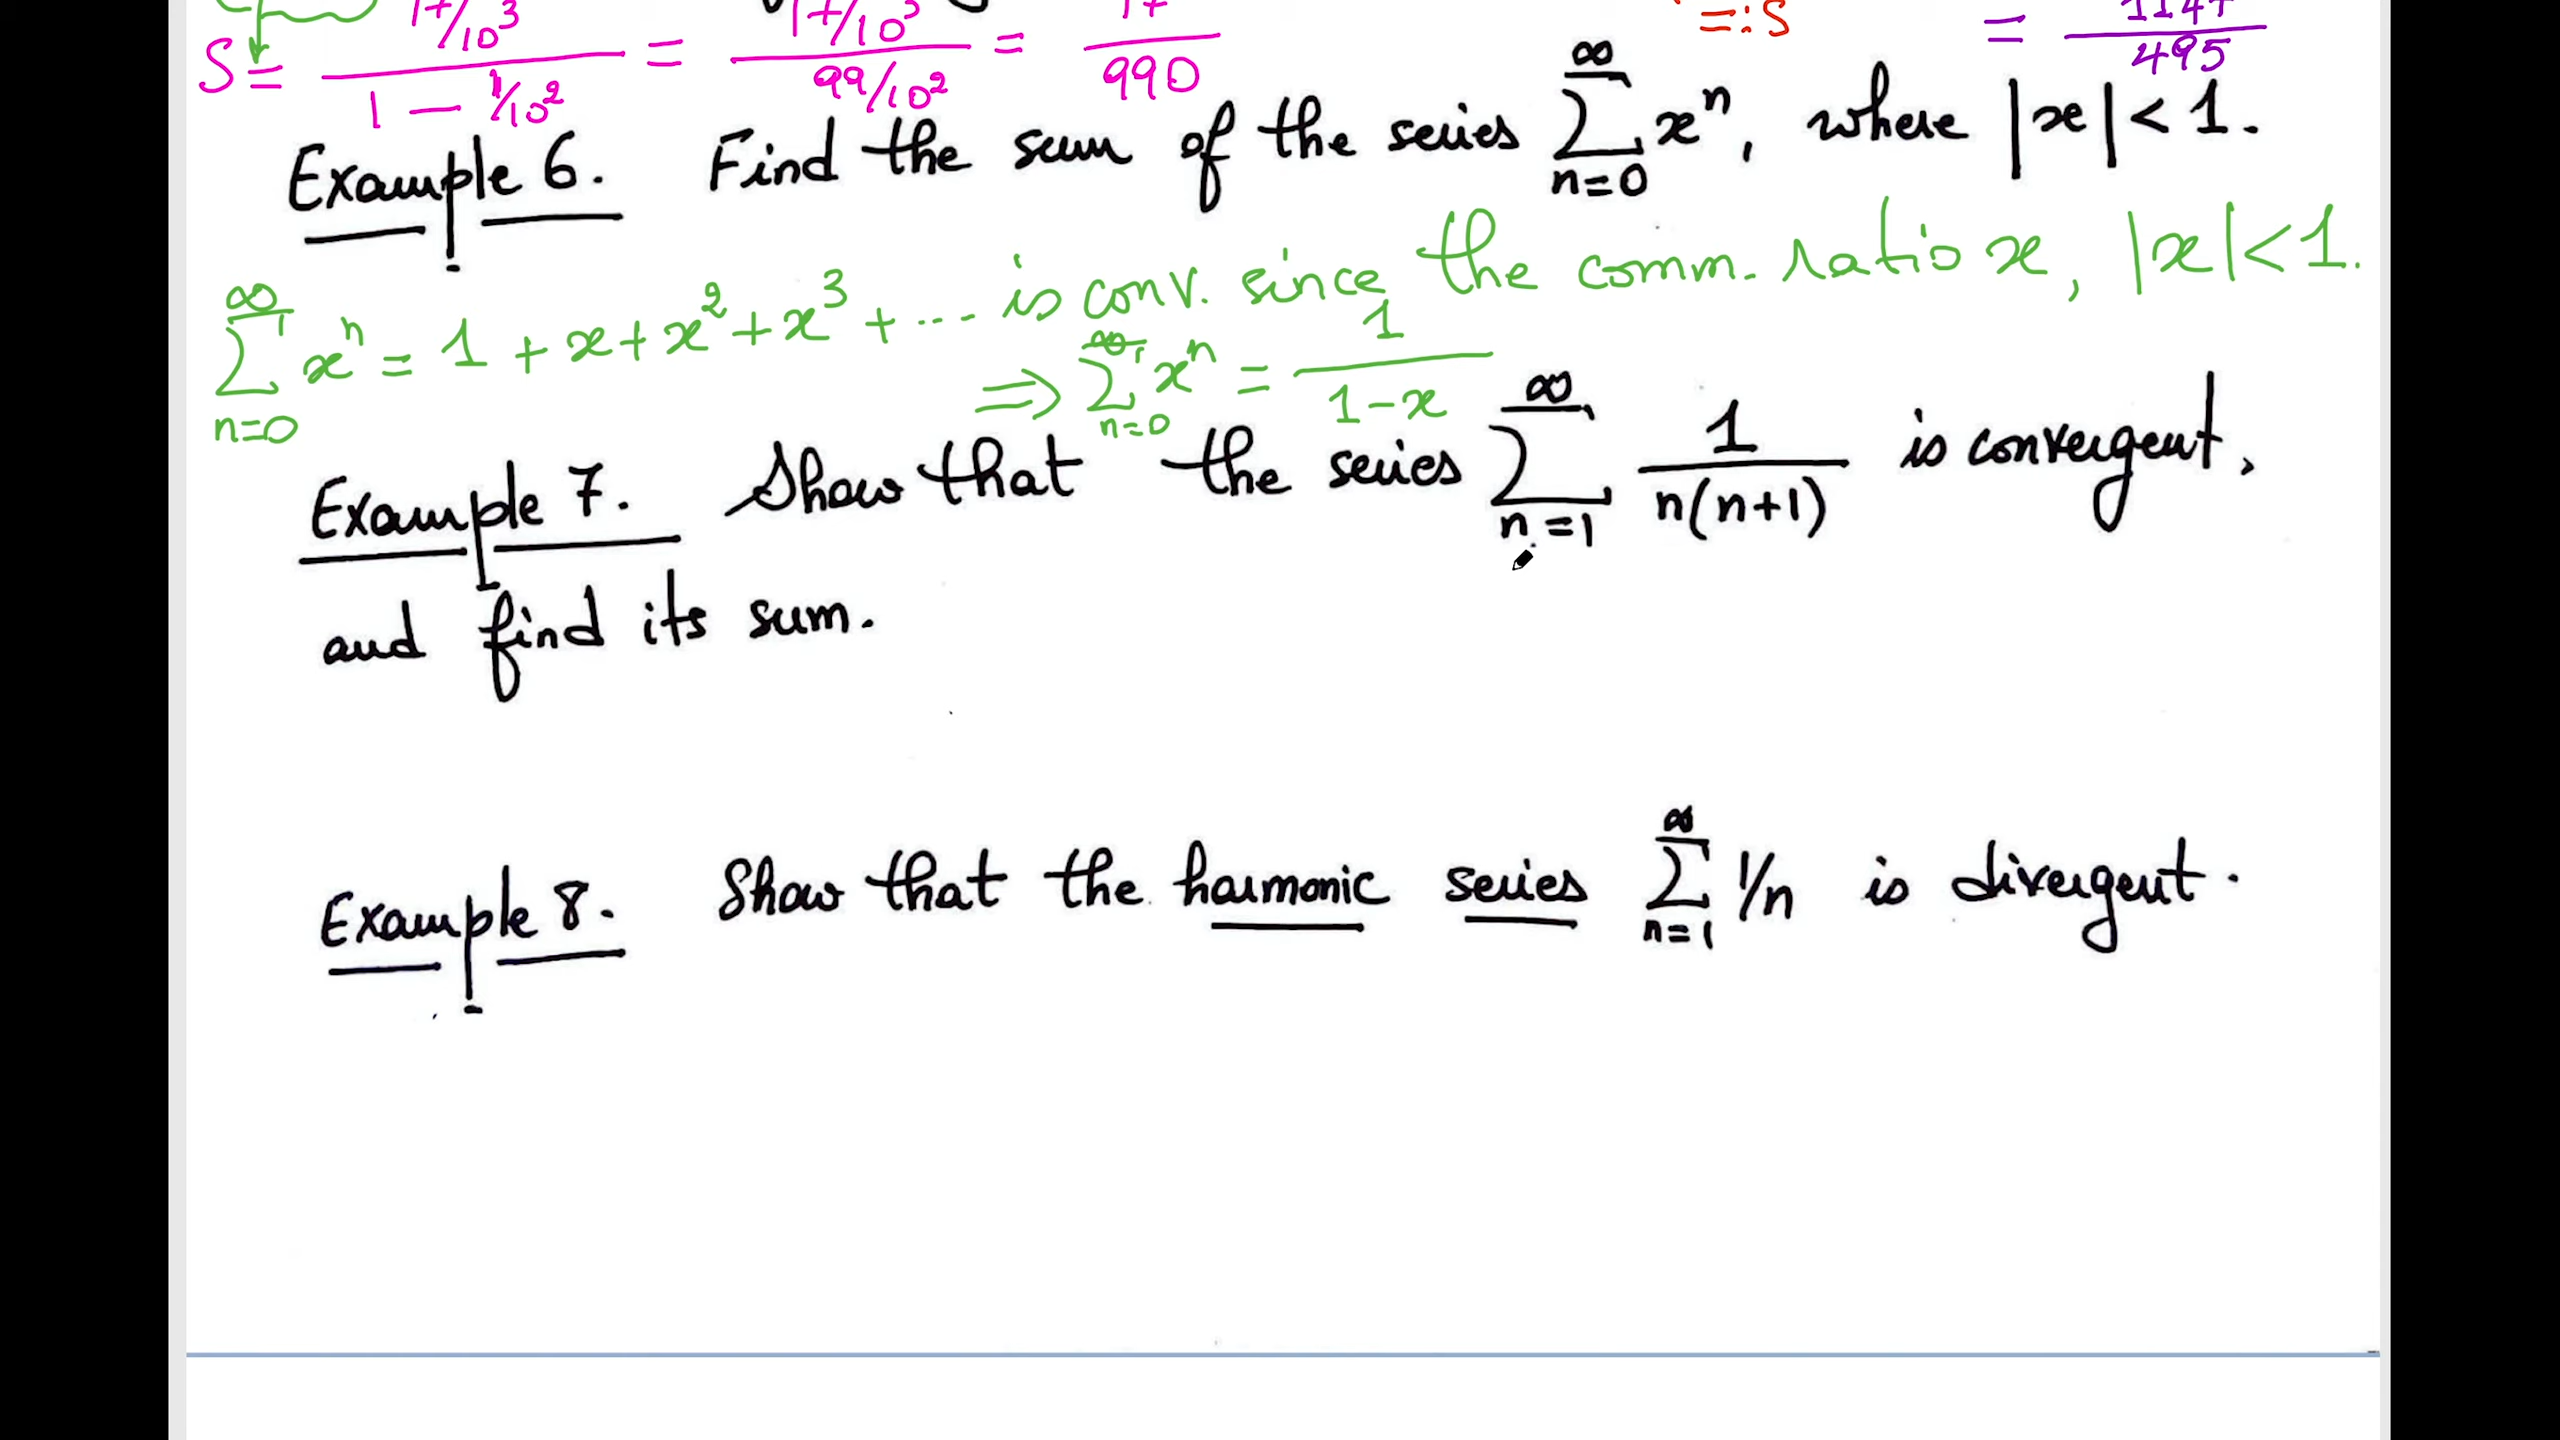 S = 17/10³ / (1 - 1/10²) = 17/10³ / (99/10²) = 17/990
=: S = 1147/495
Example 6. Find the sum of the series ∑_{n=0}^{∞} xⁿ, where |x| < 1.
∑_{n=0}^{∞} xⁿ = 1 + x + x² + x³ + ... is conv. since the comm. ratio x, |x| < 1.
⇒ ∑_{n=0}^{∞} xⁿ = 1/(1-x)
Example 7. Show that the series ∑_{n=1}^{∞} 1/(n(n+1)) is convergent,
and find its sum.
Example 8. Show that the harmonic series ∑_{n=1}^{∞} 1/n is divergent.